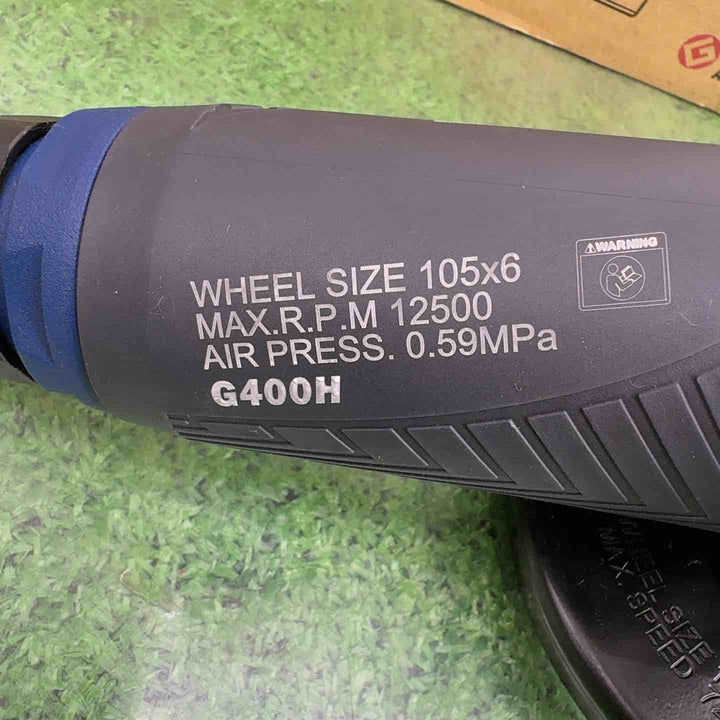 G
⚠WARNING
WHEEL SIZE 105x6
MAX.R.P.M 12500
AIR PRESS. 0.59MPa
G400H
WHEEL SIZE
MAX. SPEED